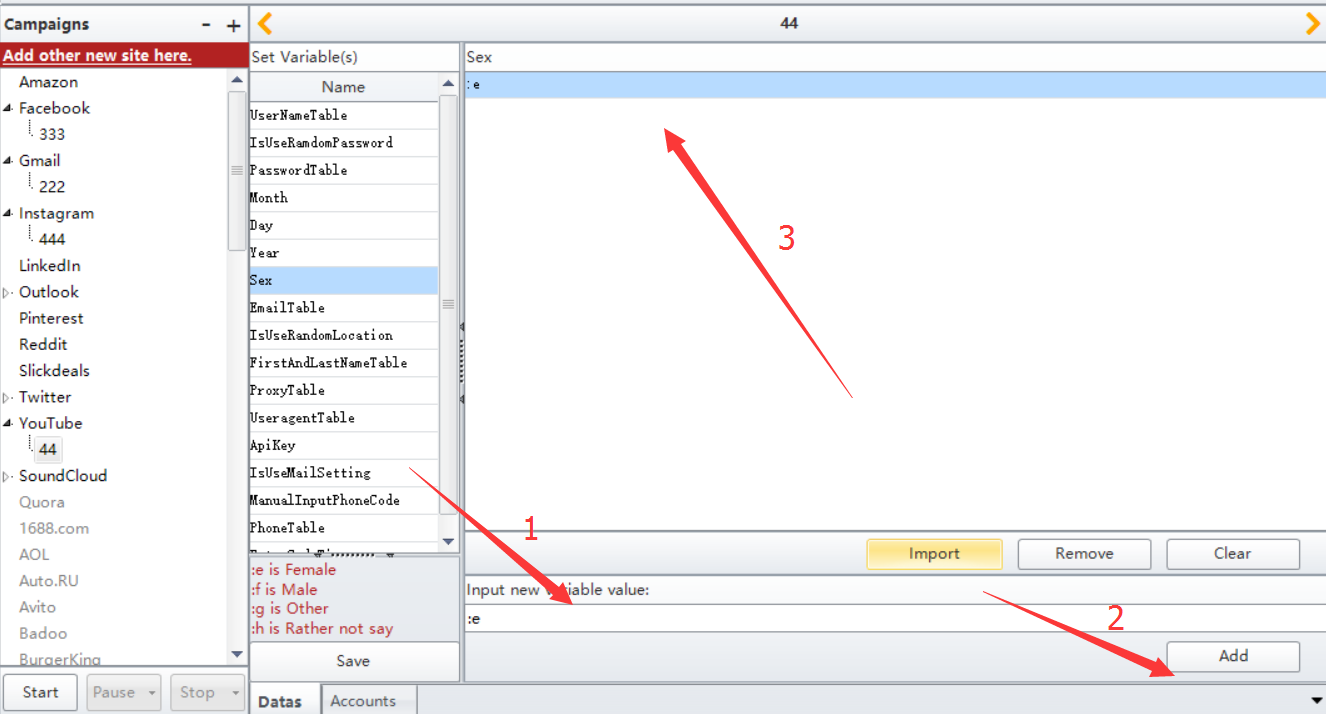 Campaigns - +
Add other new site here.
Amazon
Facebook
333
Gmail
222
Instagram
444
LinkedIn
Outlook
Pinterest
Reddit
Slickdeals
Twitter
YouTube
44
SoundCloud
Quora
1688.com
AOL
Auto.RU
Avito
Badoo
BurgerKing
Start Pause Stop
44
Set Variable(s)
Name
UserNameTable
IsUseRamdomPassword
PasswordTable
Month
Day
Year
Sex
EmailTable
IsUseRandomLocation
FirstAndLastNameTable
ProxyTable
UseragentTable
ApiKey
IsUseMailSetting
ManualInputPhoneCode
PhoneTable
:e is Female
:f is Male
:g is Other
:h is Rather not say
Save
Datas Accounts
Sex
:e
3
1
Import Remove Clear
Input new variable value:
:e
2
Add